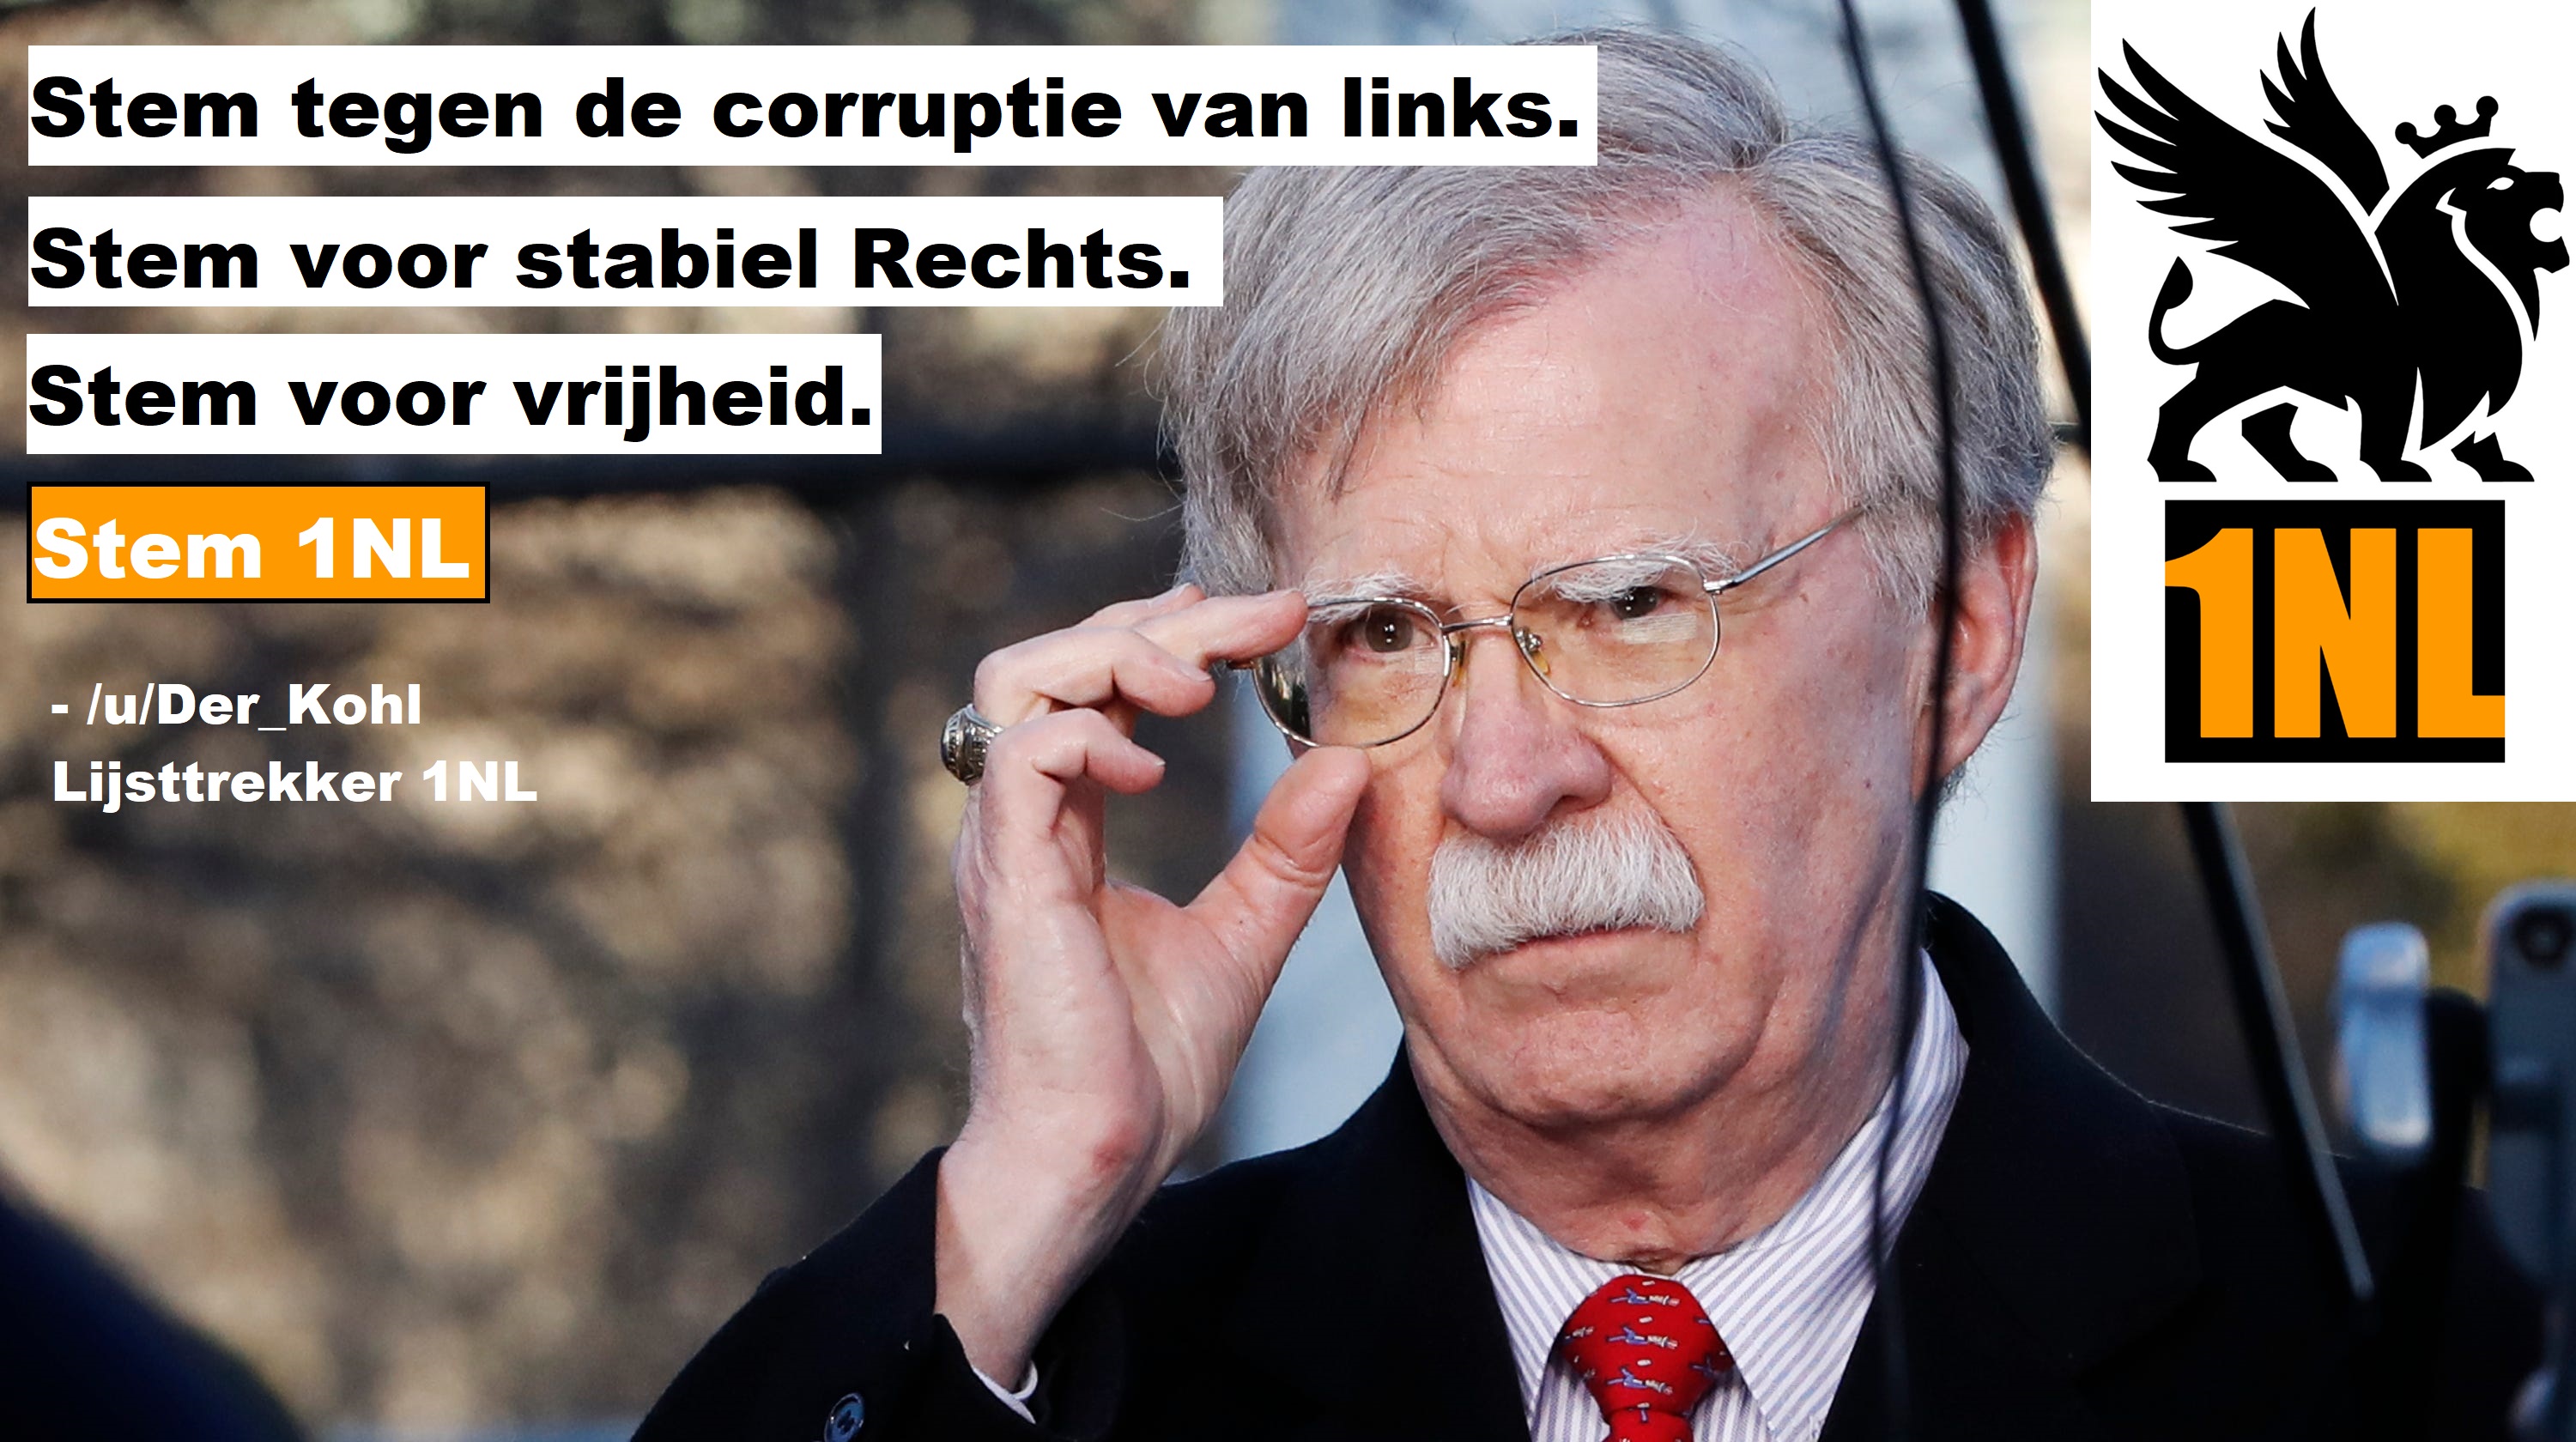 Stem tegen de corruptie van links.
Stem voor stabiel Rechts.
Stem voor vrijheid.
Stem 1NL
- /u/Der_Kohl
Lijsttrekker 1NL
1NL